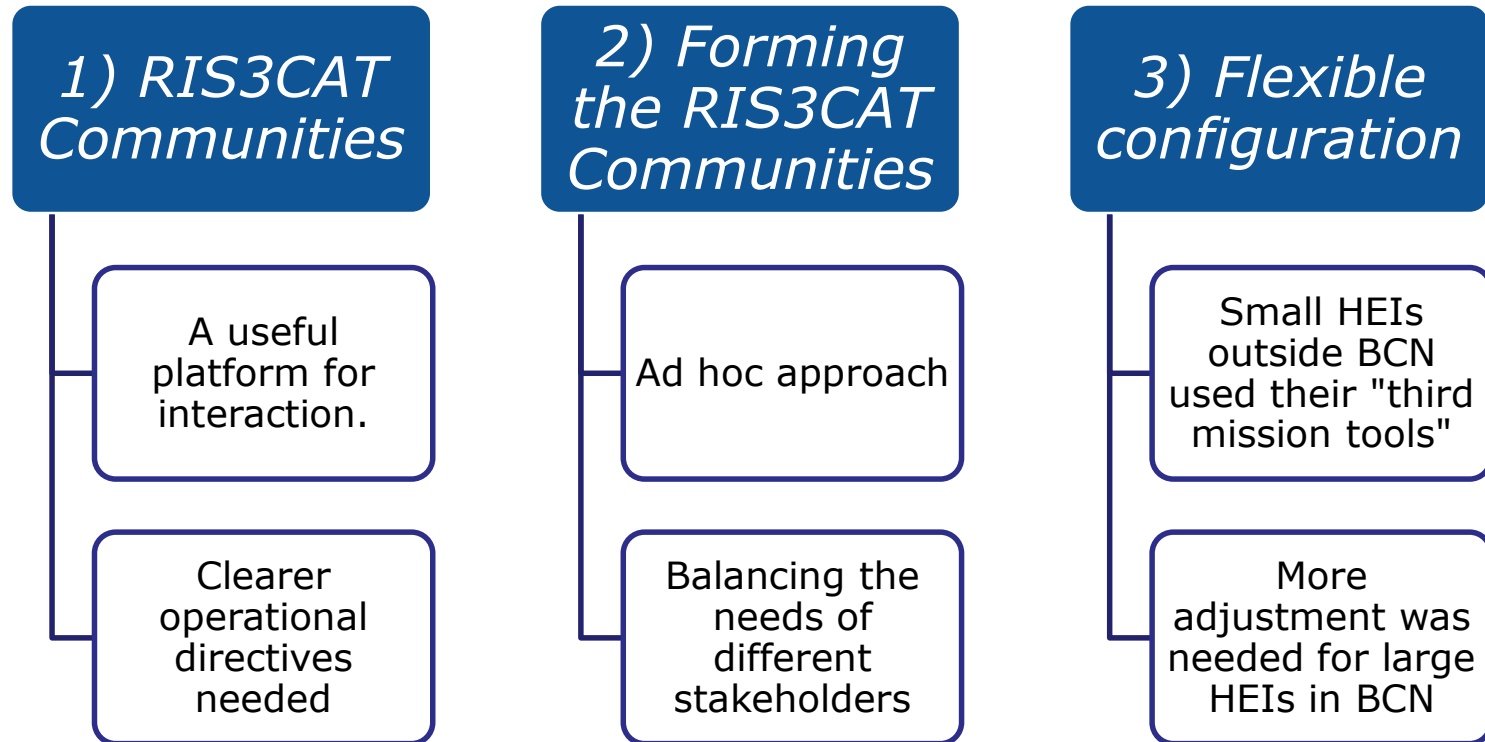 1) RIS3CAT
Communities
A useful
platform for
interaction.
Clearer
operational
directives
needed
2) Forming
the RIS3CAT
Communities
Ad hoc approach
Balancing the
needs of
different
stakeholders
3) Flexible
configuration
Small HEIs
outside BCN
used their "third
mission tools"
More
adjustment was
needed for large
HEIs in BCN